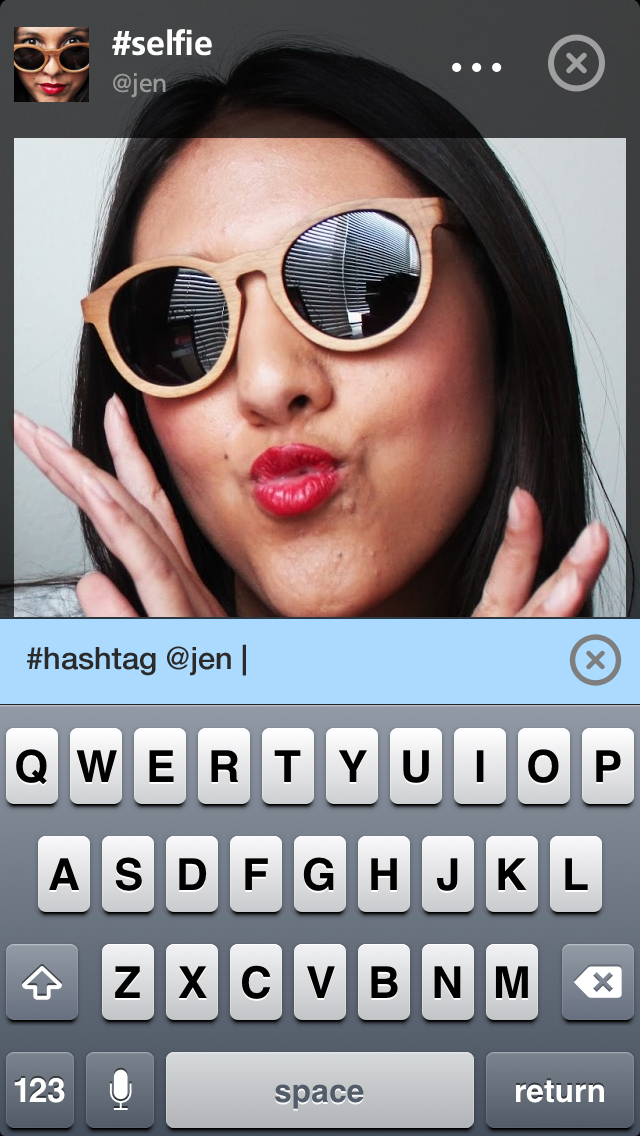 #selfie
@jen
#hashtag @jen
Q W E R T Y U I O P
A S D F G H J K L
Z X C V B N M
123 space return